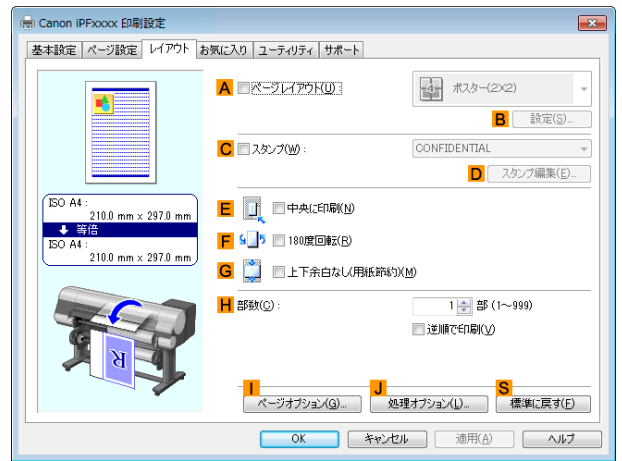 Canon iPFxxxx 印刷設定
基本設定 ページ設定 レイアウト お気に入り ユーティリティ サポート
A ページレイアウト(U) : ポスター(2×2)
B 設定(S)...
C スタンプ(W) : CONFIDENTIAL
D スタンプ編集(E)...
ISO A4 :
210.0 mm x 297.0 mm
等倍
ISO A4 :
210.0 mm x 297.0 mm
E 中央に印刷(N)
F 180度回転(R)
G 上下余白なし(用紙節約)(M)
H 部数(C) : 1 部 (1～999)
逆順で印刷(V)
R
I J S
ページオプション(G)... 処理オプション(L)... 標準に戻す(F)
OK キャンセル 適用(A) ヘルプ